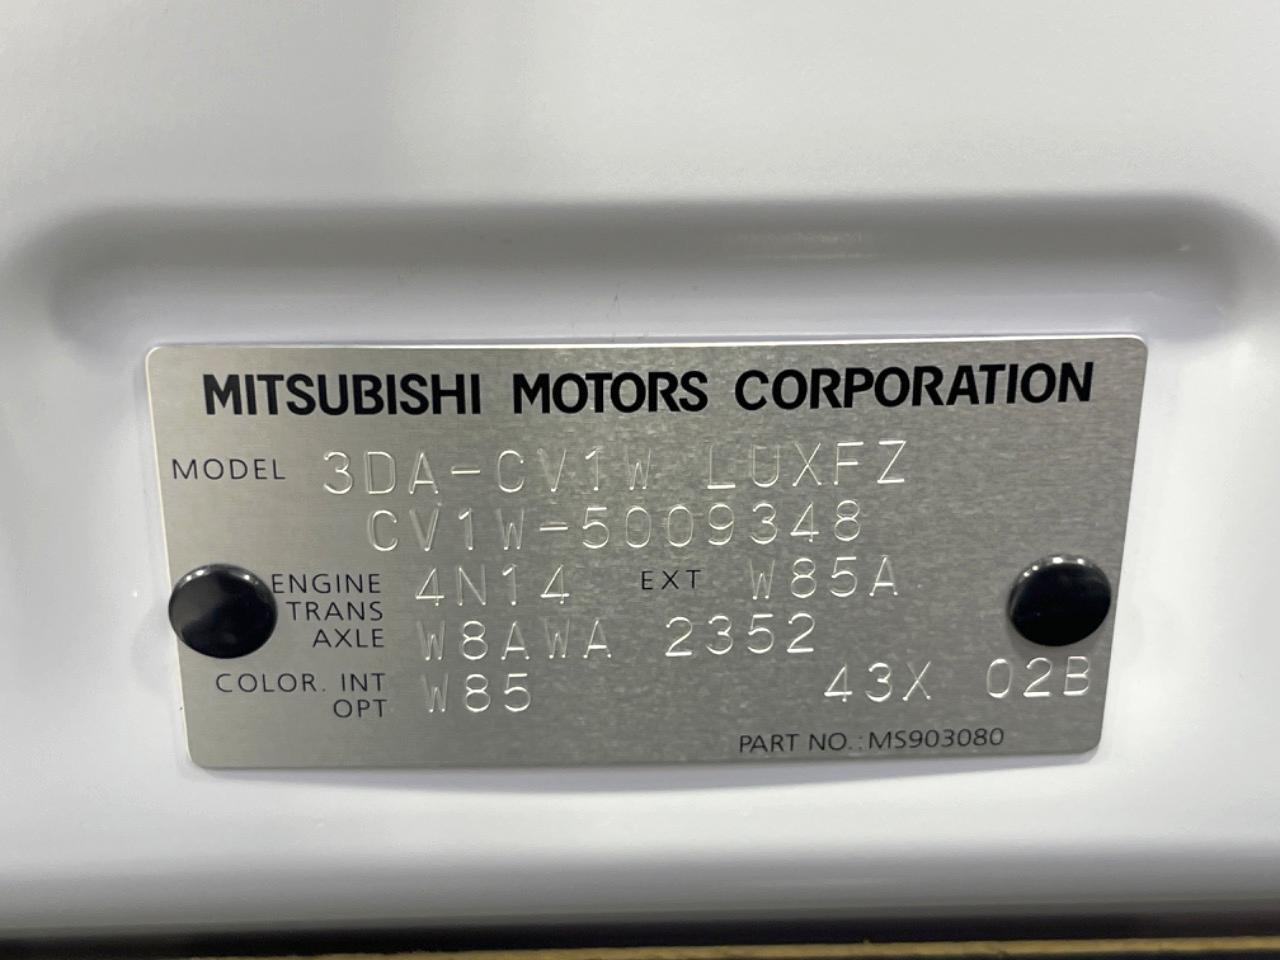 MITSUBISHI MOTORS CORPORATION
MODEL 3DA-CV1W LUXFZ
CV1W-5009348
ENGINE 4N14 EXT W85A
TRANS
AXLE W8AWA 2352
COLOR. INT W85 43X 02B
OPT
PART NO.: MS903080